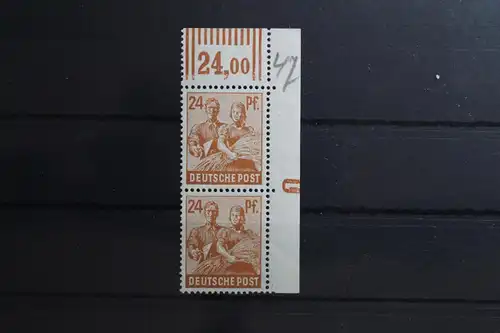 24,00
47
24 Pf.
DEUTSCHE POST
24 Pf.
DEUTSCHE POST